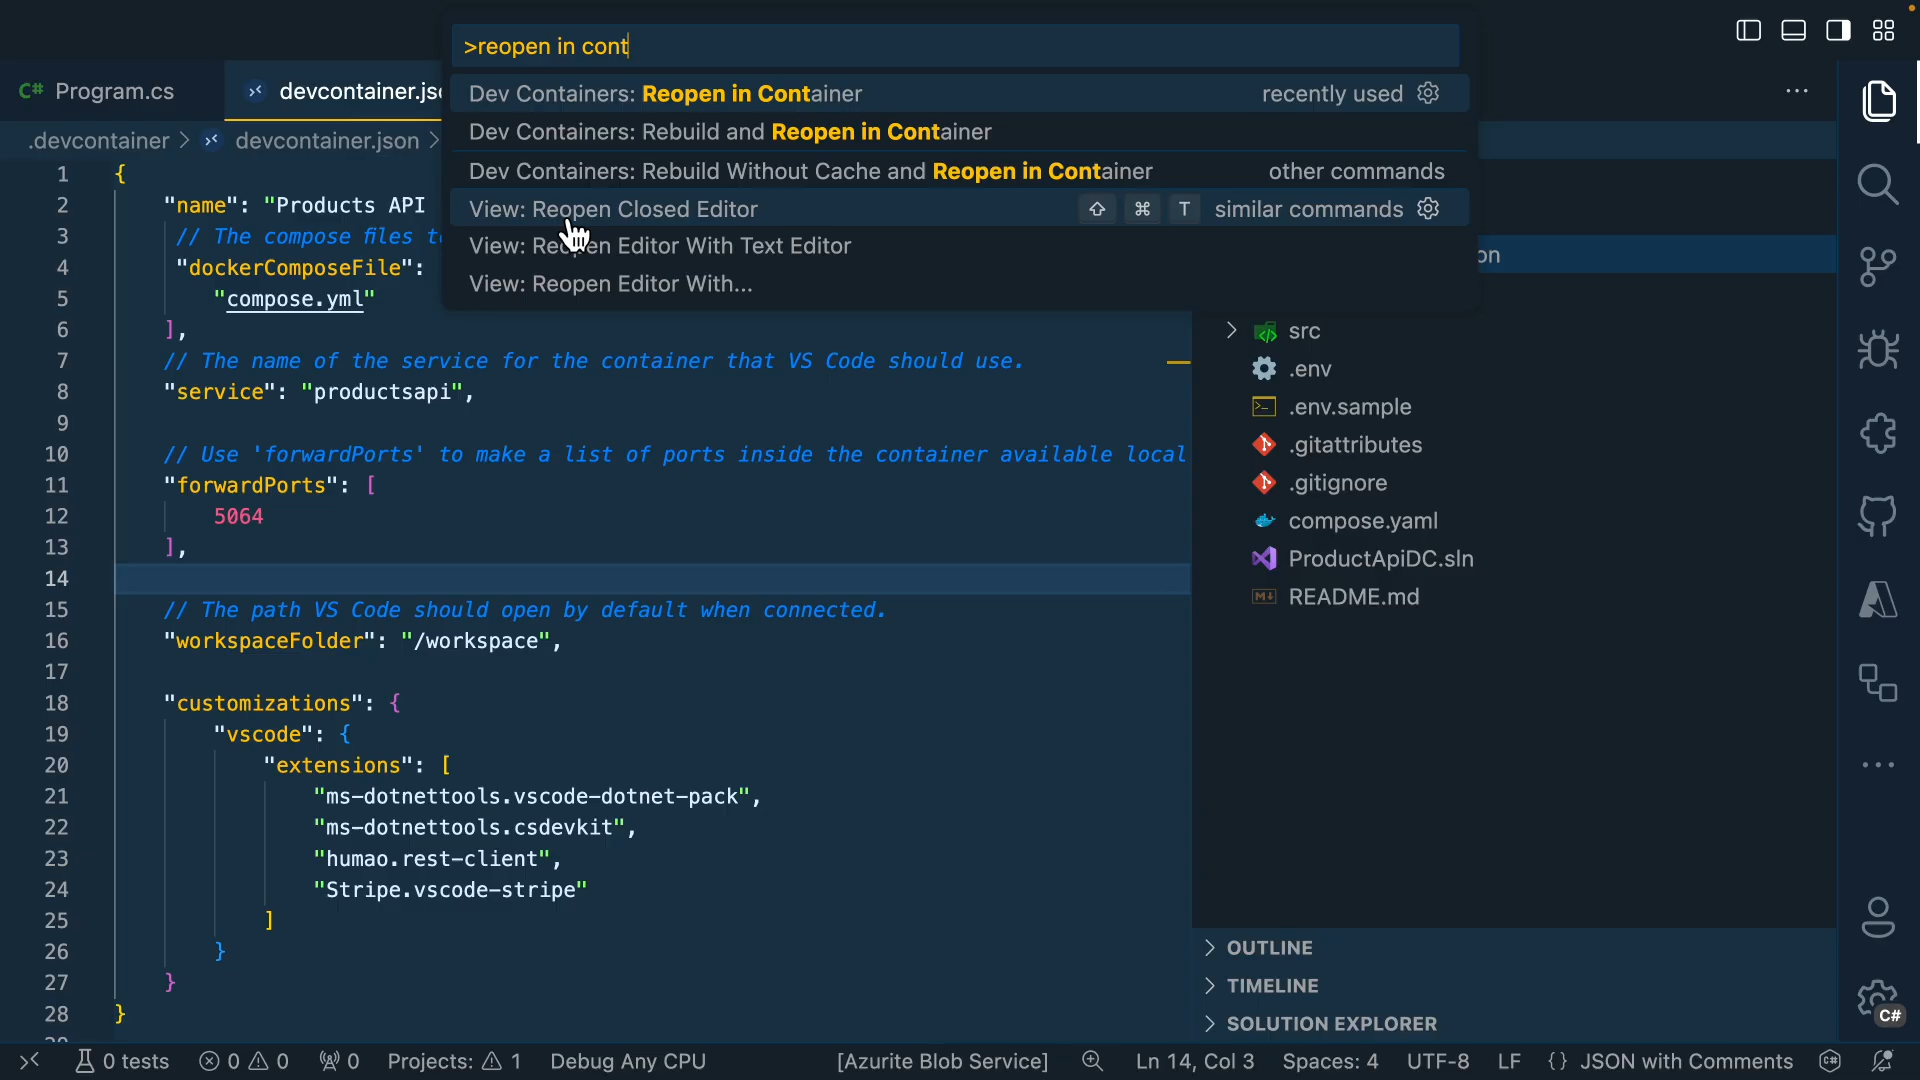 >reopen in cont
Dev Containers: Reopen in Container recently used
Dev Containers: Rebuild and Reopen in Container
Dev Containers: Rebuild Without Cache and Reopen in Container other commands
View: Reopen Closed Editor ⇧ ⌘ T similar commands
View: Reopen Editor With Text Editor
View: Reopen Editor With...
C# Program.cs
devcontainer.jso
.devcontainer > devcontainer.json >
1 {
2 "name": "Products API
3 // The compose files t
4 "dockerComposeFile":
5 "compose.yml"
6 ],
7 // The name of the service for the container that VS Code should use.
8 "service": "productsapi",
9
10 // Use 'forwardPorts' to make a list of ports inside the container available local
11 "forwardPorts": [
12 5064
13 ],
14
15 // The path VS Code should open by default when connected.
16 "workspaceFolder": "/workspace",
17
18 "customizations": {
19 "vscode": {
20 "extensions": [
21 "ms-dotnettools.vscode-dotnet-pack",
22 "ms-dotnettools.csdevkit",
23 "humao.rest-client",
24 "Stripe.vscode-stripe"
25 ]
26 }
27 }
28 }
on
src
.env
.env.sample
.gitattributes
.gitignore
compose.yaml
ProductApiDC.sln
README.md
OUTLINE
TIMELINE
SOLUTION EXPLORER
C#
0 tests 0 0 0 Projects: 1 Debug Any CPU [Azurite Blob Service] Ln 14, Col 3 Spaces: 4 UTF-8 LF {} JSON with Comments